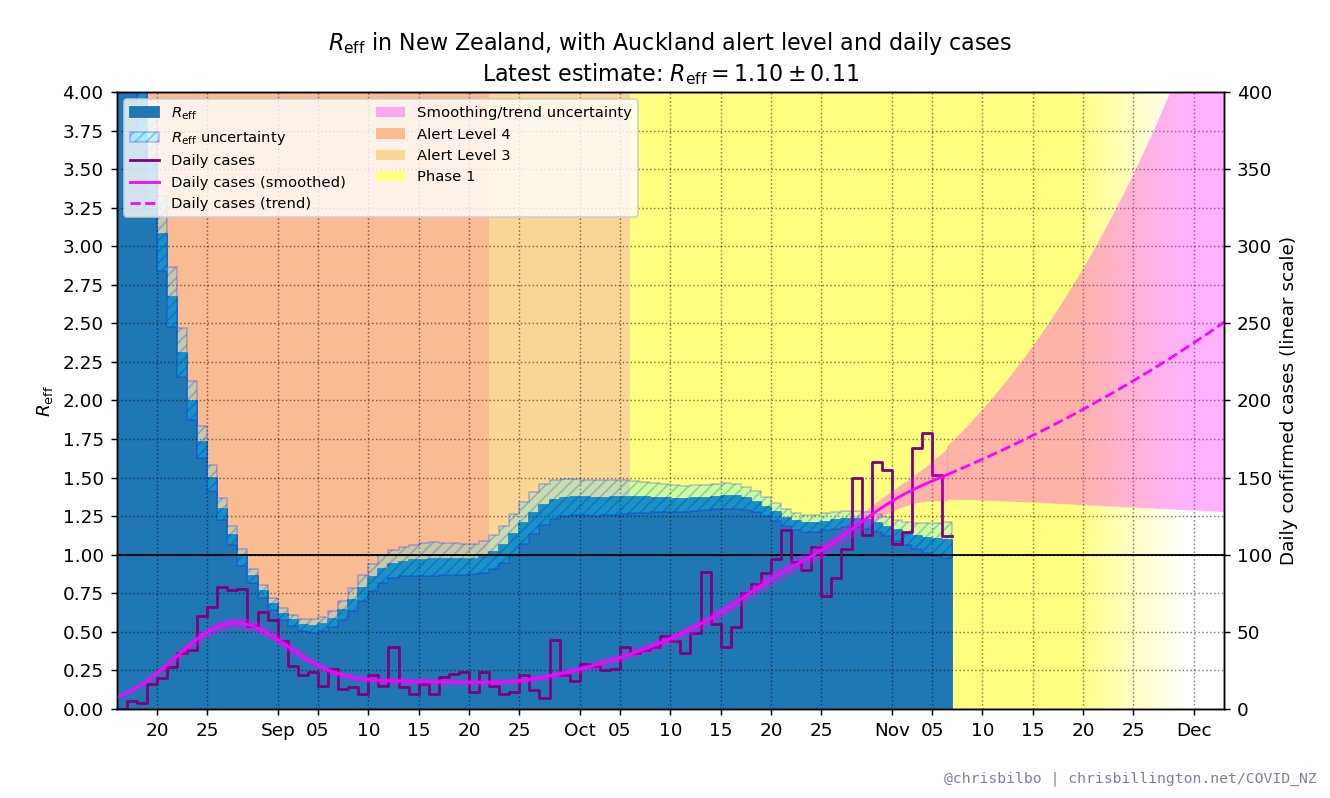 Reff in New Zealand, with Auckland alert level and daily cases
Latest estimate: Reff = 1.10 ± 0.11
Reff
Reff uncertainty
Daily cases
Daily cases (smoothed)
Daily cases (trend)
Smoothing/trend uncertainty
Alert Level 4
Alert Level 3
Phase 1
4.00
3.75
3.50
3.25
3.00
2.75
2.50
2.25
2.00
1.75
1.50
1.25
1.00
0.75
0.50
0.25
0.00
Reff
400
350
300
250
200
150
100
50
0
Daily confirmed cases (linear scale)
20 25 Sep 05 10 15 20 25 Oct 05 10 15 20 25 Nov 05 10 15 20 25 Dec
@chrisbilbo | chrisbillington.net/COVID_NZ